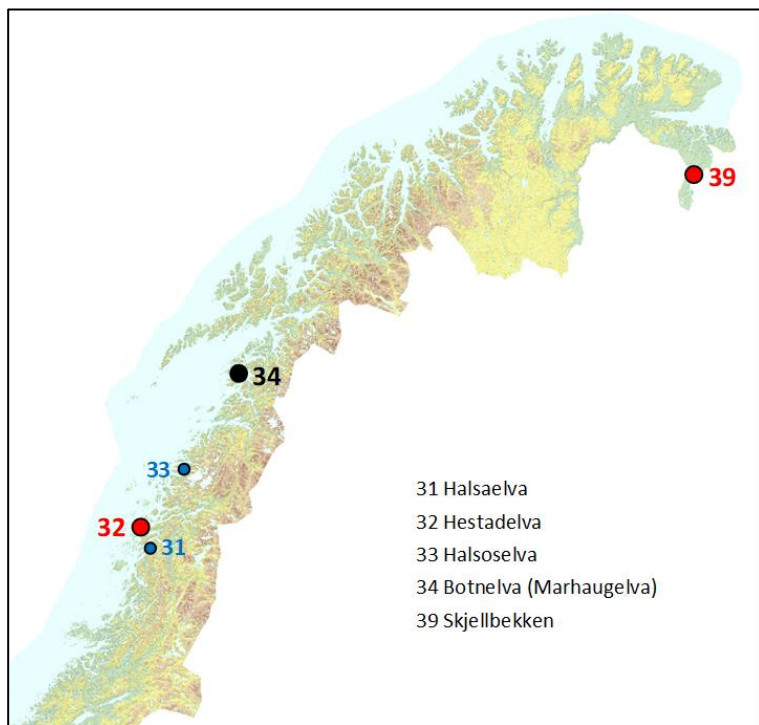 39
34
33
32
31
31 Halsaelva
32 Hestadelva
33 Halsoselva
34 Botnelva (Marhaugelva)
39 Skjellbekken